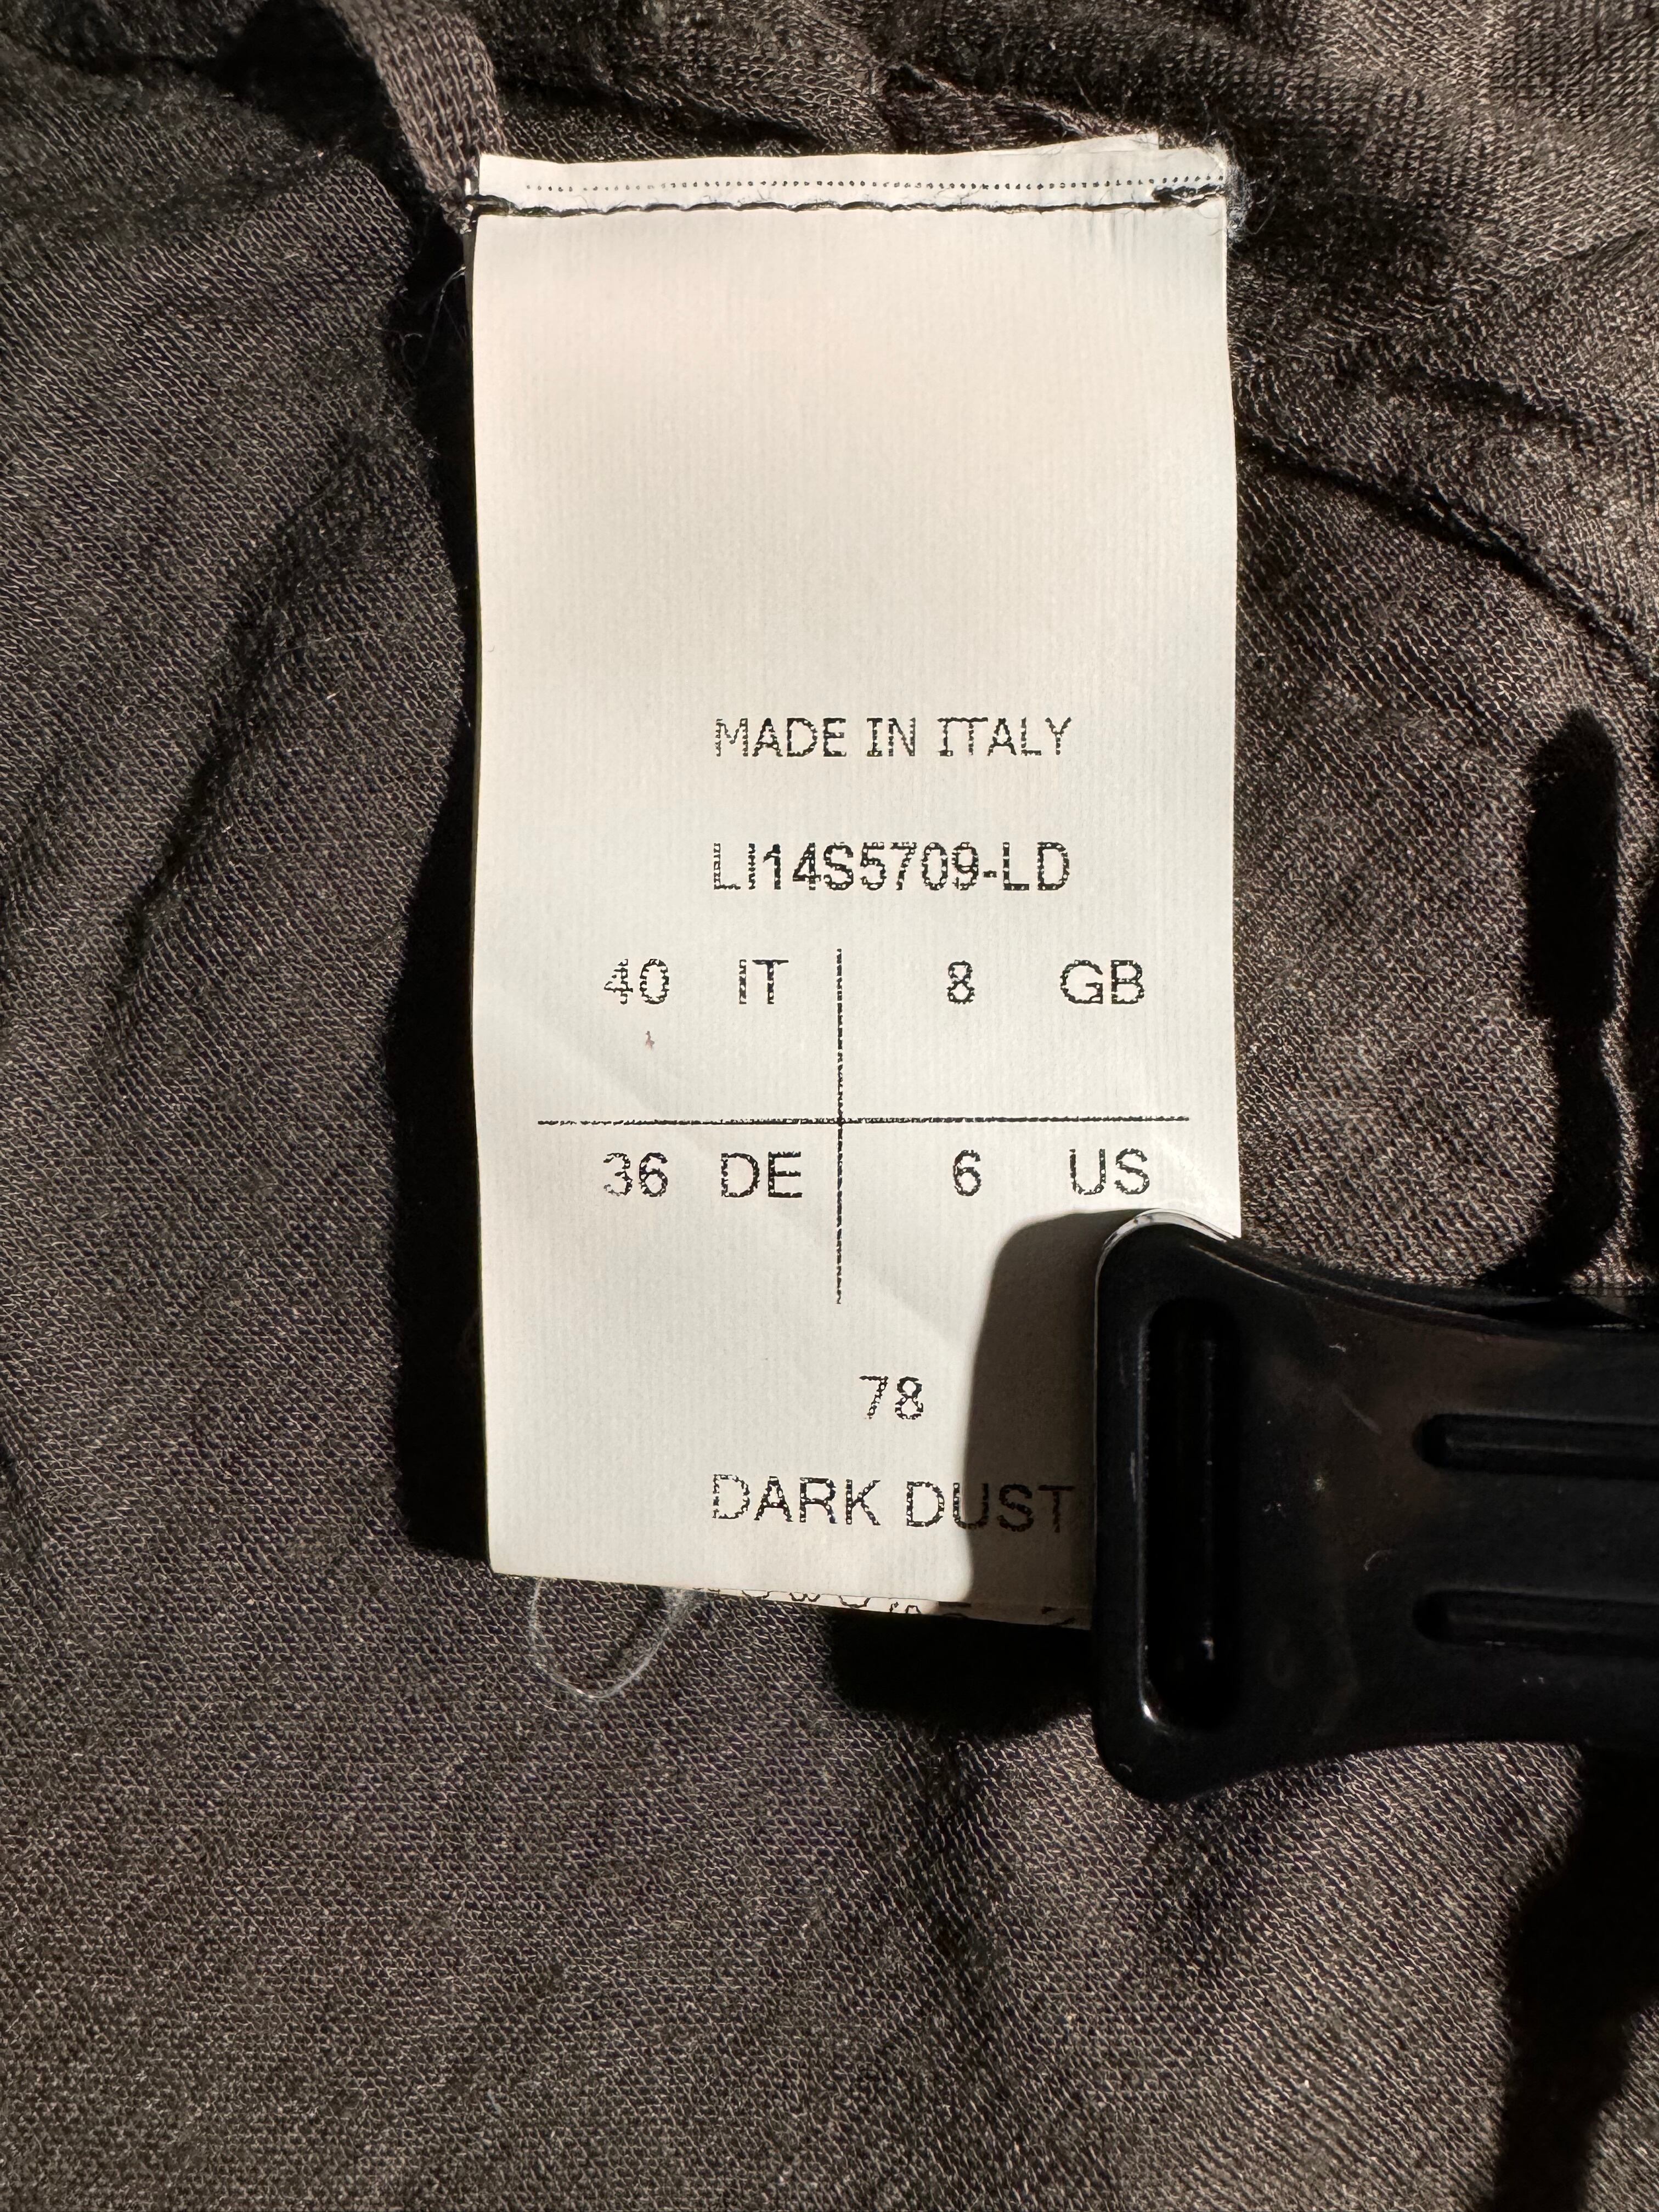 MADE IN ITALY
LI14S5709-LD
40 IT 8 GB
36 DE 6 US
78
DARK DUST